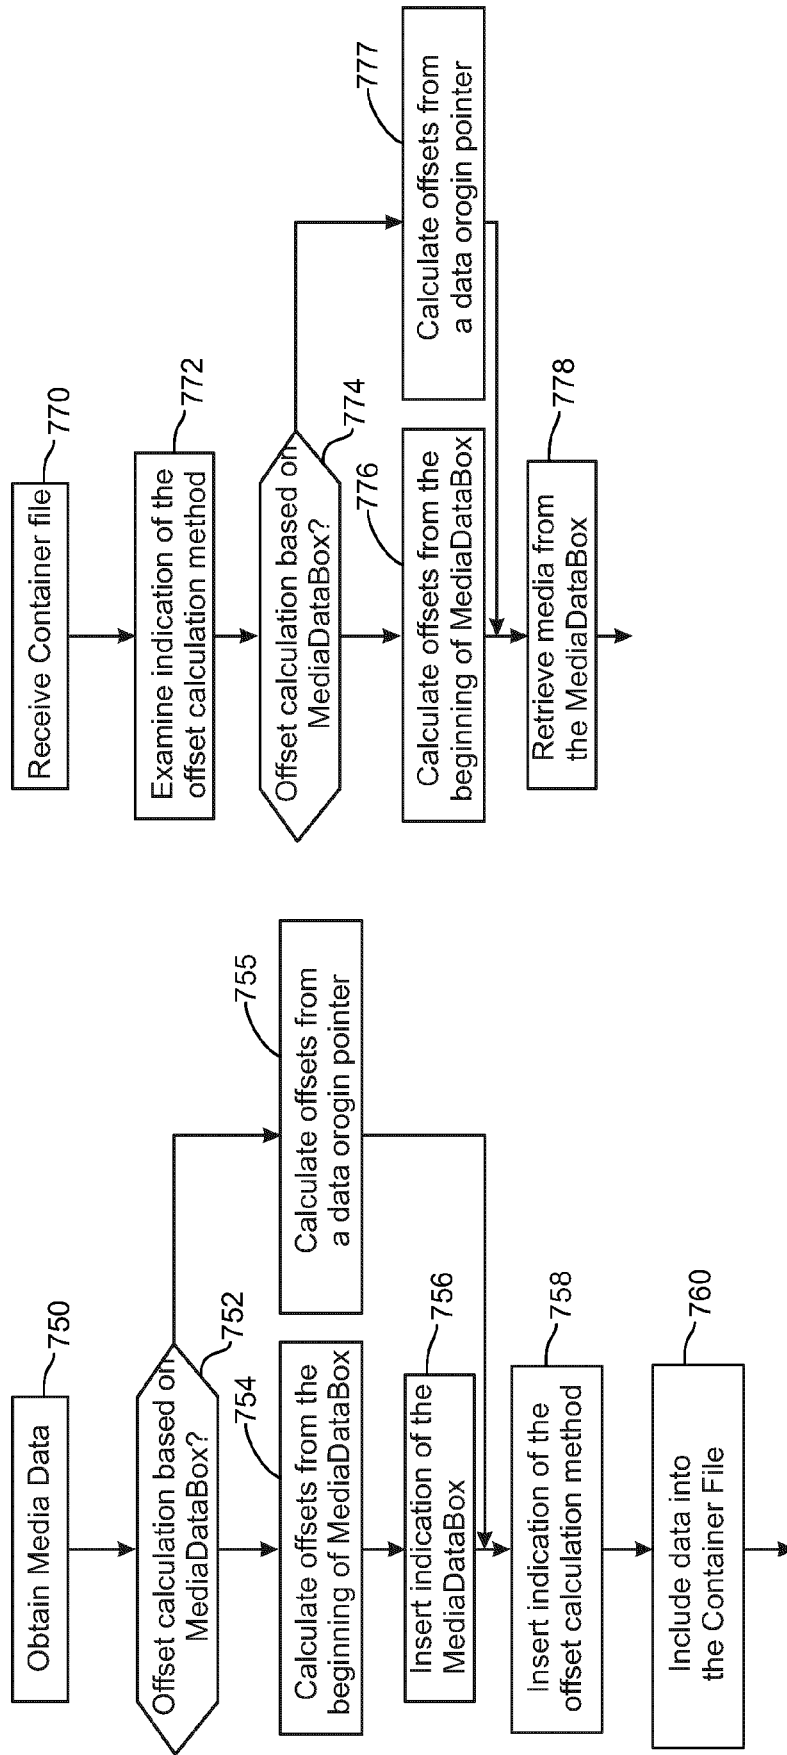 750
Obtain Media Data
752
Offset calculation based on
MediaDataBox?
754
Calculate offsets from the
beginning of MediaDataBox
755
Calculate offsets from
a data orogin pointer
756
Insert indication of the
MediaDataBox
758
Insert indication of the
offset calculation method
760
Include data into
the Container File
770
Receive Container file
772
Examine indication of the
offset calculation method
774
Offset calculation based on
MediaDataBox?
776
Calculate offsets from the
beginning of MediaDataBox
777
Calculate offsets from
a data orogin pointer
778
Retrieve media from
the MediaDataBox